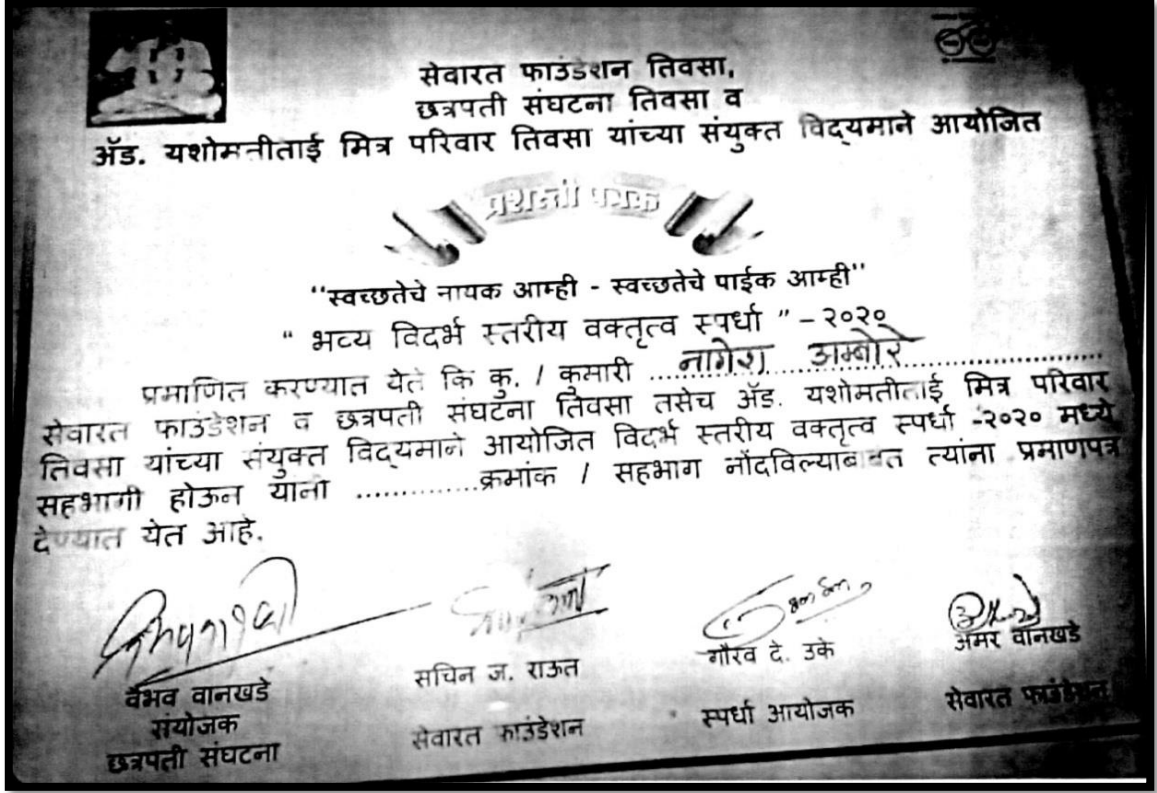 सेवारत फाउंडेशन तिवसा,
छत्रपती संघटना तिवसा व
ॲड. यशोमतीताई मित्र परिवार तिवसा यांच्या संयुक्त विद्यमाने आयोजित
प्रशस्ती पत्रक
"स्वच्छतेचे नायक आम्ही - स्वच्छतेचे पाईक आम्ही"
" भव्य विदर्भ स्तरीय वक्तृत्व स्पर्धा " – २०२०
प्रमाणित करण्यात येते कि कु. / कुमारी ...नागेश अम्बोरे...................
सेवारत फाउंडेशन व छत्रपती संघटना तिवसा तसेच ॲड. यशोमतीताई मित्र परिवार
तिवसा यांच्या संयुक्त विद्यमाने आयोजित विदर्भ स्तरीय वक्तृत्व स्पर्धा -२०२० मध्ये
सहभागी होऊन यांनी .............क्रमांक / सहभाग नोंदविल्याबाबत त्यांना प्रमाणपत्र
देण्यात येत आहे.
वैभव वानखडे
संयोजक
छत्रपती संघटना
सचिन ज. राऊत
सेवारत फाउंडेशन
गौरव दे. उके
स्पर्धा आयोजक
अमर वानखडे
सेवारत फाउंडेशन